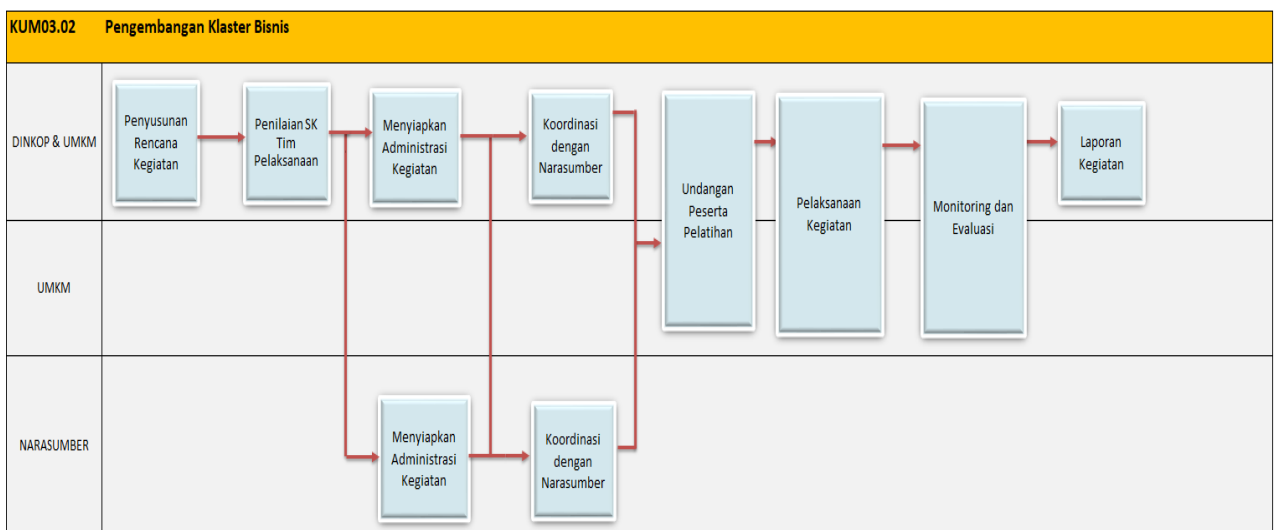 KUM03.02 Pengembangan Klaster Bisnis
DINKOP & UMKM
Penyusunan
Rencana
Kegiatan
Penilaian SK
Tim
Pelaksanaan
Menyiapkan
Administrasi
Kegiatan
Koordinasi
dengan
Narasumber
Undangan
Peserta
Pelatihan
Pelaksanaan
Kegiatan
Monitoring dan
Evaluasi
Laporan
Kegiatan
UMKM
NARASUMBER
Menyiapkan
Administrasi
Kegiatan
Koordinasi
dengan
Narasumber